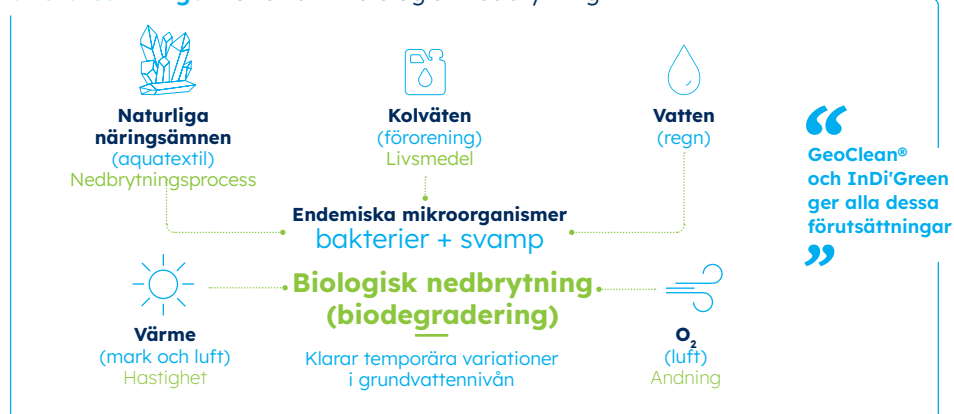 Naturliga
näringsämnen
(aquatextil)
Nedbrytningsprocess
Kolväten
(förorening)
Livsmedel
Vatten
(regn)
“
GeoClean®
och InDi'Green
ger alla dessa
förutsättningar
”
Endemiska mikroorganismer
bakterier + svamp
Biologisk nedbrytning
(biodegradering)
Värme
(mark och luft)
Hastighet
Klarar temporära variationer
i grundvattennivån
O₂
(luft)
Andning